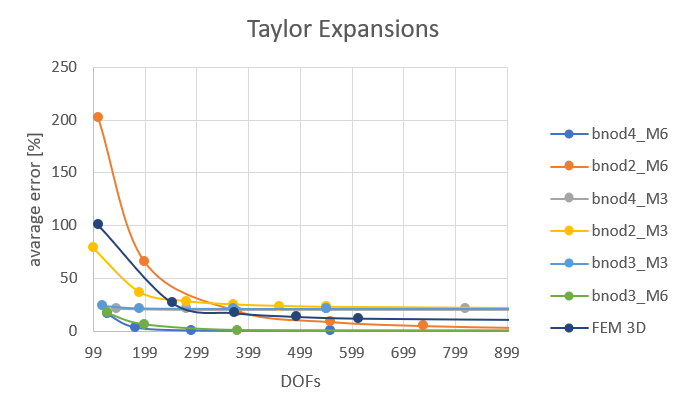 Taylor Expansions
250
200
150
100
50
0
avarage error [%]
99 199 299 399 499 599 699 799 899
DOFs
bnod4_M6
bnod2_M6
bnod4_M3
bnod2_M3
bnod3_M3
bnod3_M6
FEM 3D